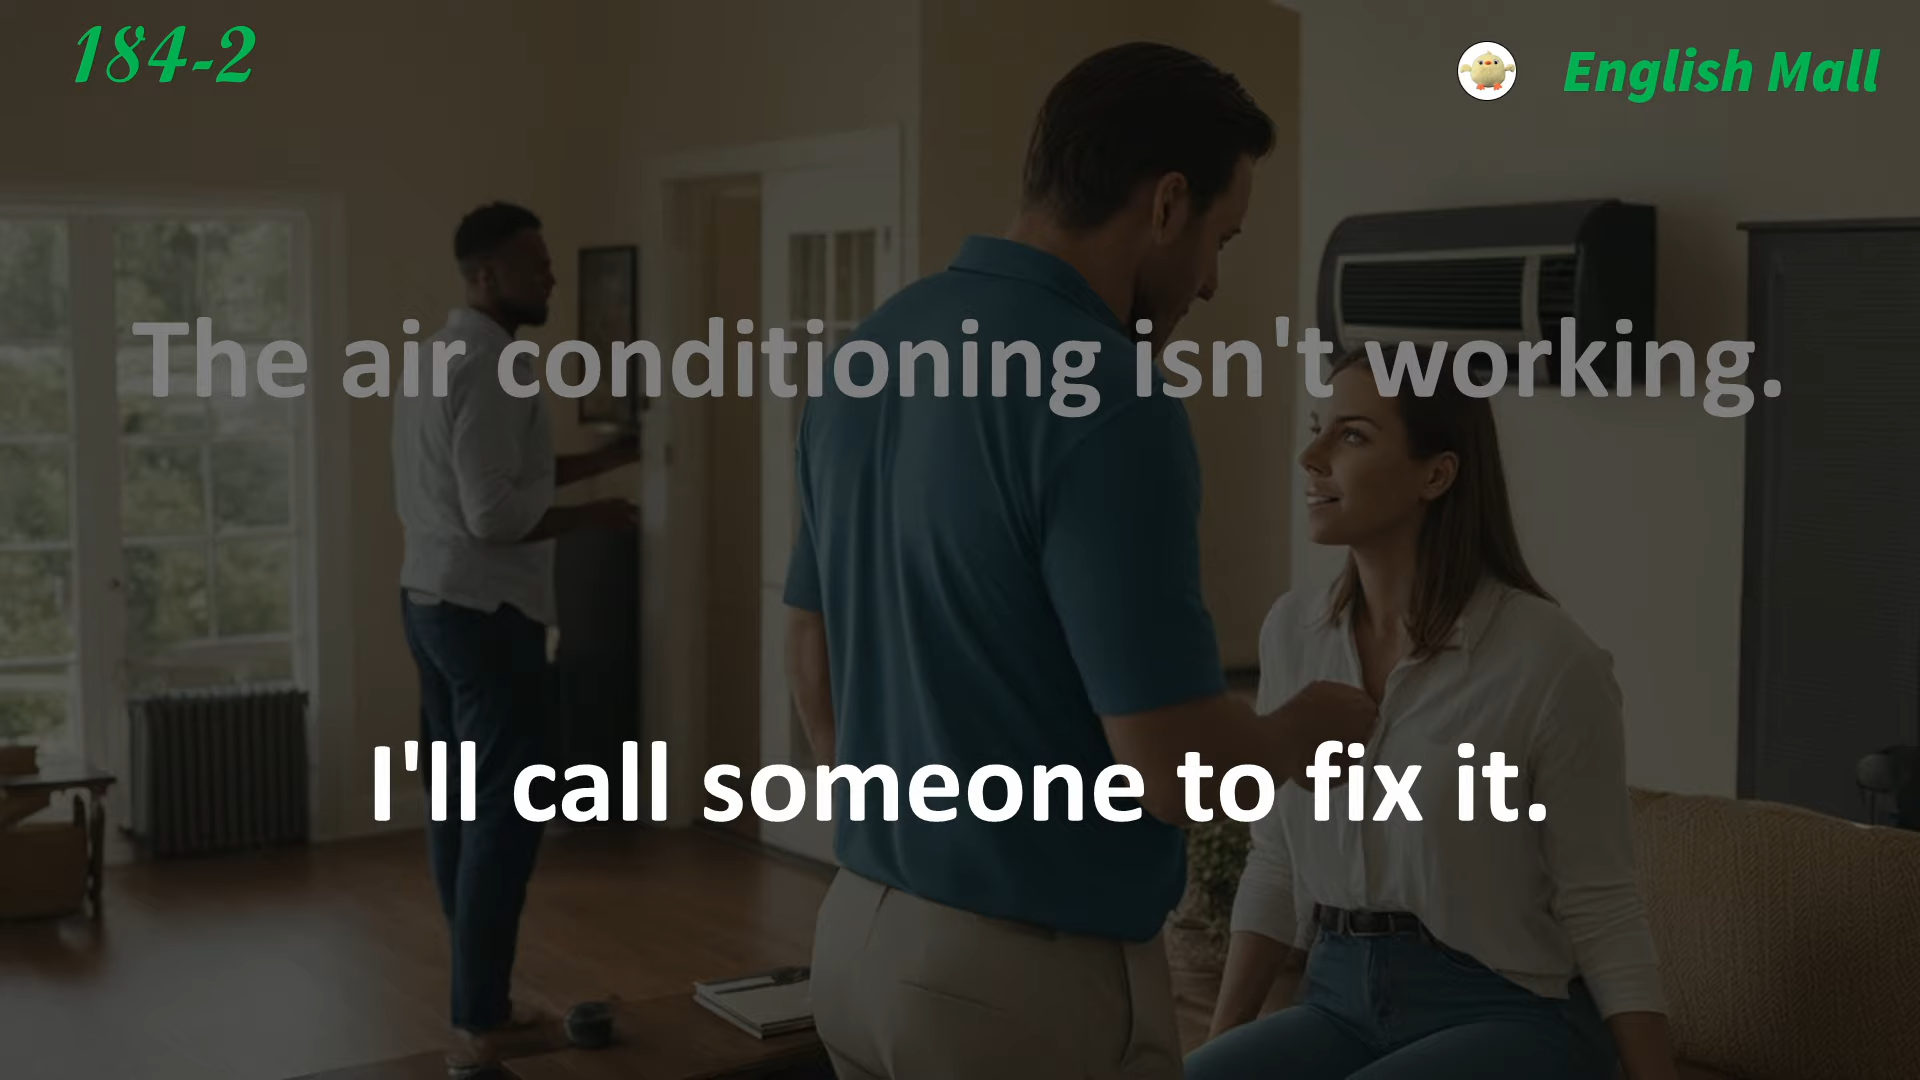 184-2
English Mall
The air conditioning isn't working.
I'll call someone to fix it.